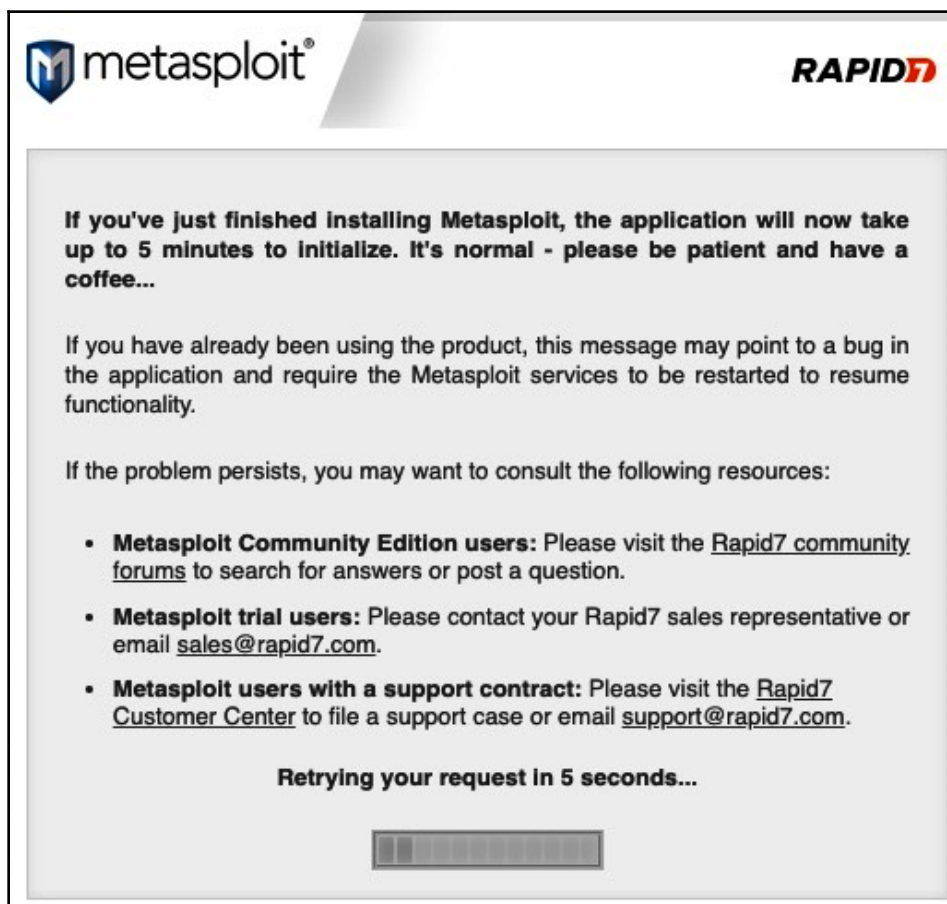 metasploit®
RAPID7
If you've just finished installing Metasploit, the application will now take
up to 5 minutes to initialize. It's normal - please be patient and have a
coffee...
If you have already been using the product, this message may point to a bug in
the application and require the Metasploit services to be restarted to resume
functionality.
If the problem persists, you may want to consult the following resources:
• Metasploit Community Edition users: Please visit the Rapid7 community
forums to search for answers or post a question.
• Metasploit trial users: Please contact your Rapid7 sales representative or
email sales@rapid7.com.
• Metasploit users with a support contract: Please visit the Rapid7
Customer Center to file a support case or email support@rapid7.com.
Retrying your request in 5 seconds...